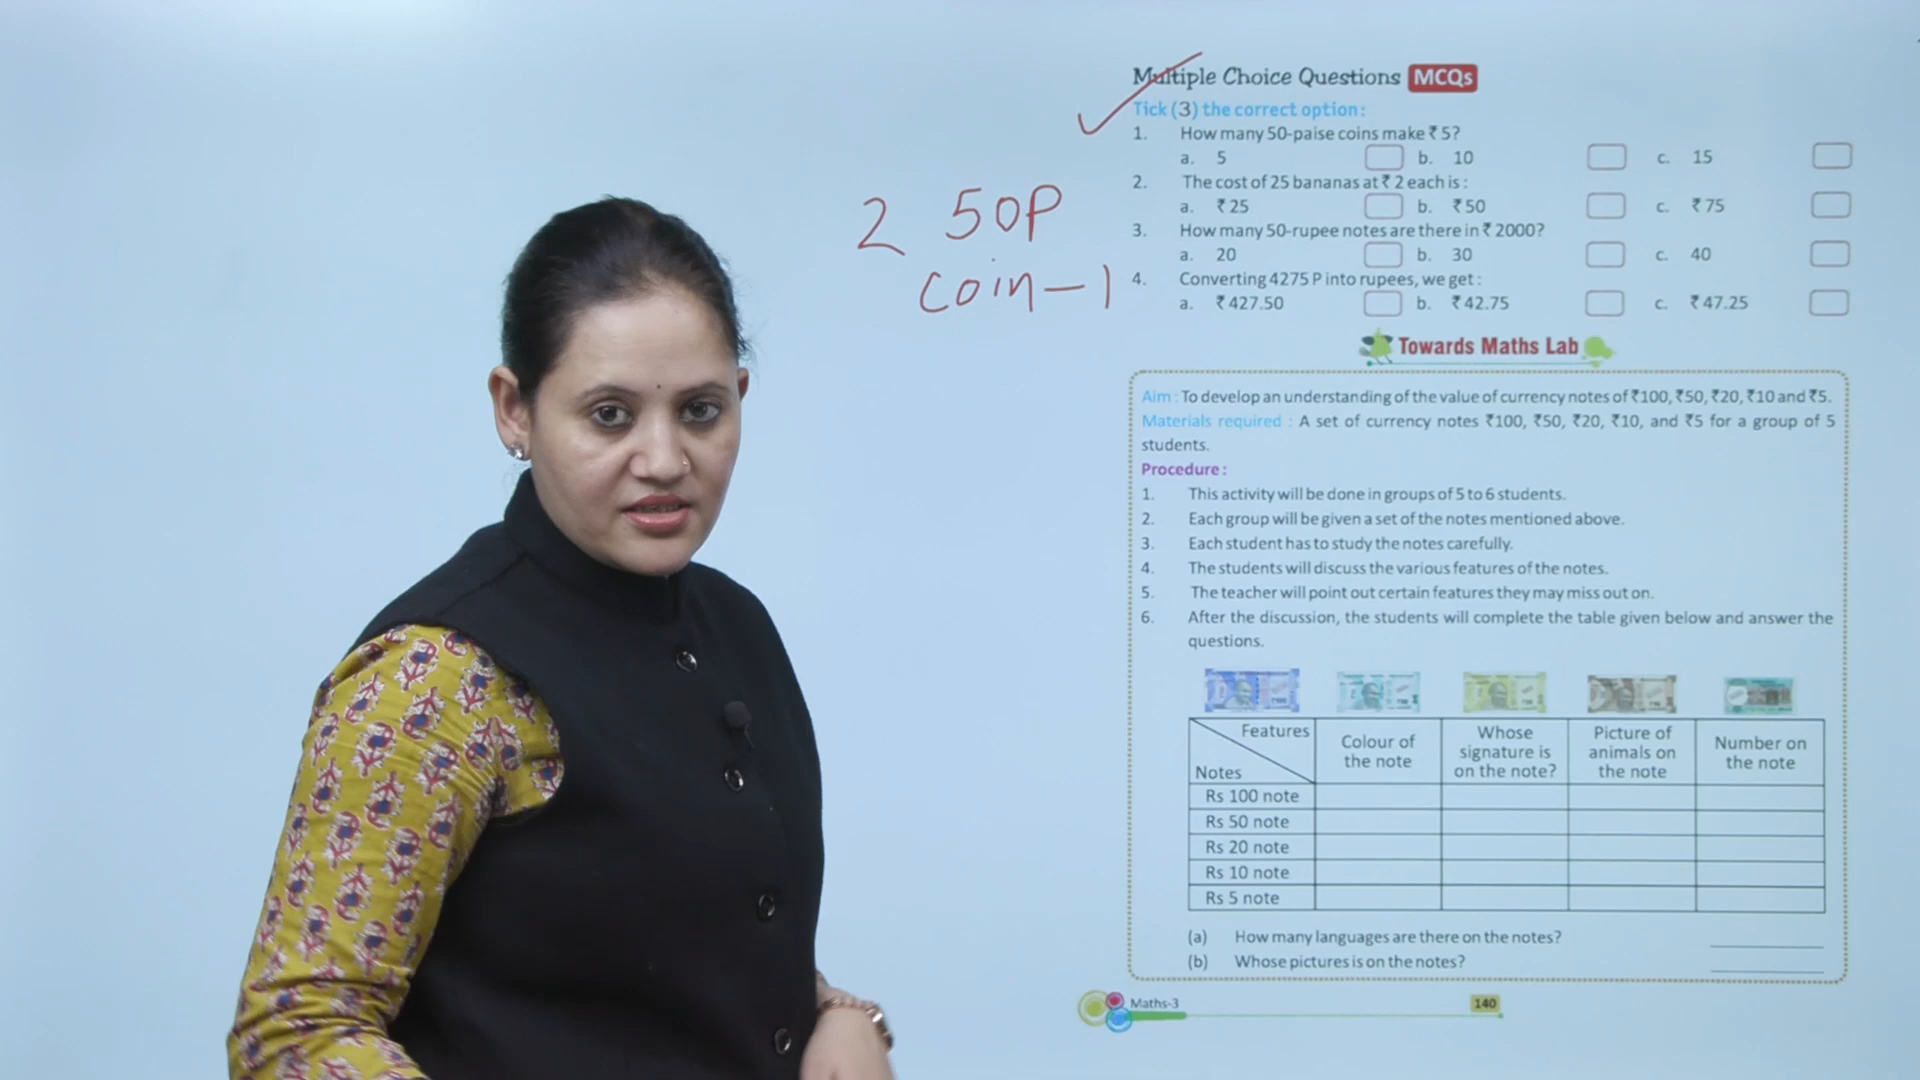 Multiple Choice Questions MCQs
Tick (3) the correct option:
1. How many 50-paise coins make ₹ 5?
a. 5 b. 10 c. 15
2. The cost of 25 bananas at ₹ 2 each is :
a. ₹ 25 b. ₹ 50 c. ₹ 75
3. How many 50-rupee notes are there in ₹ 2000?
a. 20 b. 30 c. 40
4. Converting 4275 P into rupees, we get :
a. ₹ 427.50 b. ₹ 42.75 c. ₹ 47.25
2 50P
coin-1
Towards Maths Lab
Aim : To develop an understanding of the value of currency notes of ₹100, ₹50, ₹20, ₹10 and ₹5.
Materials required : A set of currency notes ₹100, ₹50, ₹20, ₹10, and ₹5 for a group of 5
students.
Procedure :
1. This activity will be done in groups of 5 to 6 students.
2. Each group will be given a set of the notes mentioned above.
3. Each student has to study the notes carefully.
4. The students will discuss the various features of the notes.
5. The teacher will point out certain features they may miss out on.
6. After the discussion, the students will complete the table given below and answer the
questions.
Features
Notes
Colour of
the note
Whose
signature is
on the note?
Picture of
animals on
the note
Number on
the note
Rs 100 note
Rs 50 note
Rs 20 note
Rs 10 note
Rs 5 note
(a) How many languages are there on the notes?
(b) Whose pictures is on the notes?
Maths-3 140